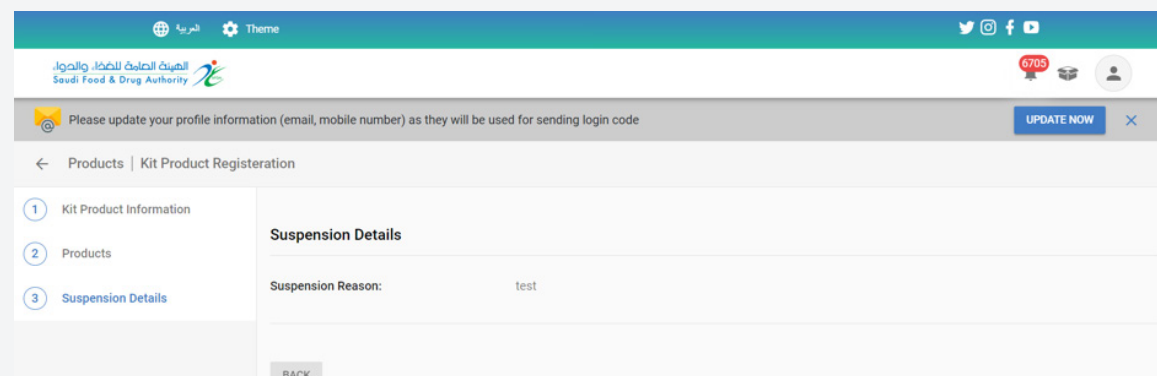 العربية
Theme
الهيئة العامة للغذاء والدواء
Saudi Food & Drug Authority
6705
Please update your profile information (email, mobile number) as they will be used for sending login code
UPDATE NOW
Products | Kit Product Registeration
1 Kit Product Information
2 Products
3 Suspension Details
Suspension Details
Suspension Reason: test
BACK